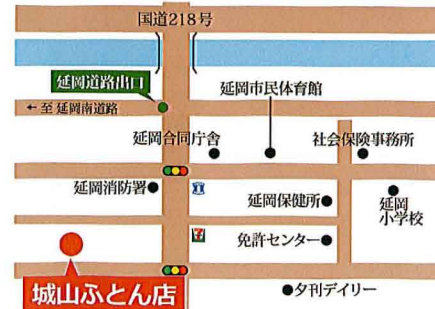 国道218号
延岡道路出口
← 至 延岡南道路
延岡市民体育館
延岡合同庁舎
社会保険事務所
延岡消防署
延岡保健所
延岡
小学校
免許センター
城山ふとん店
夕刊デイリー